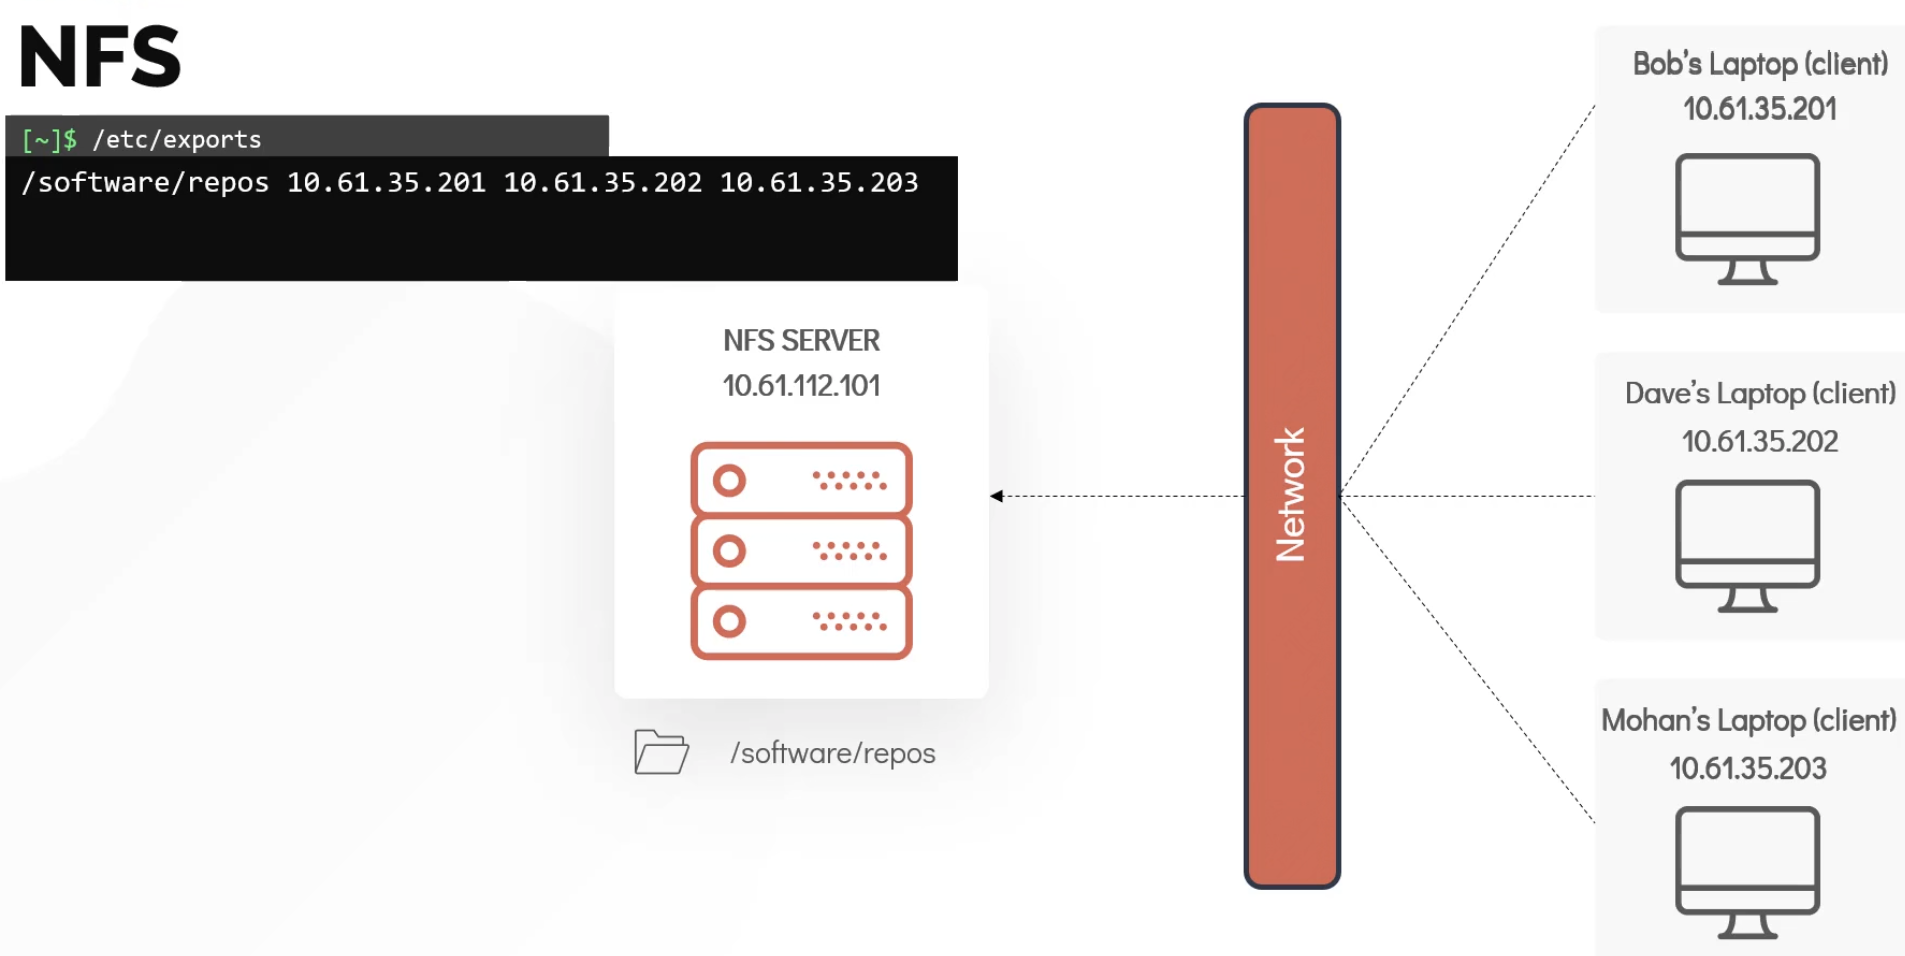 NFS
[~]$ /etc/exports
/software/repos 10.61.35.201 10.61.35.202 10.61.35.203
NFS SERVER
10.61.112.101
/software/repos
Network
Bob's Laptop (client)
10.61.35.201
Dave's Laptop (client)
10.61.35.202
Mohan's Laptop (client)
10.61.35.203